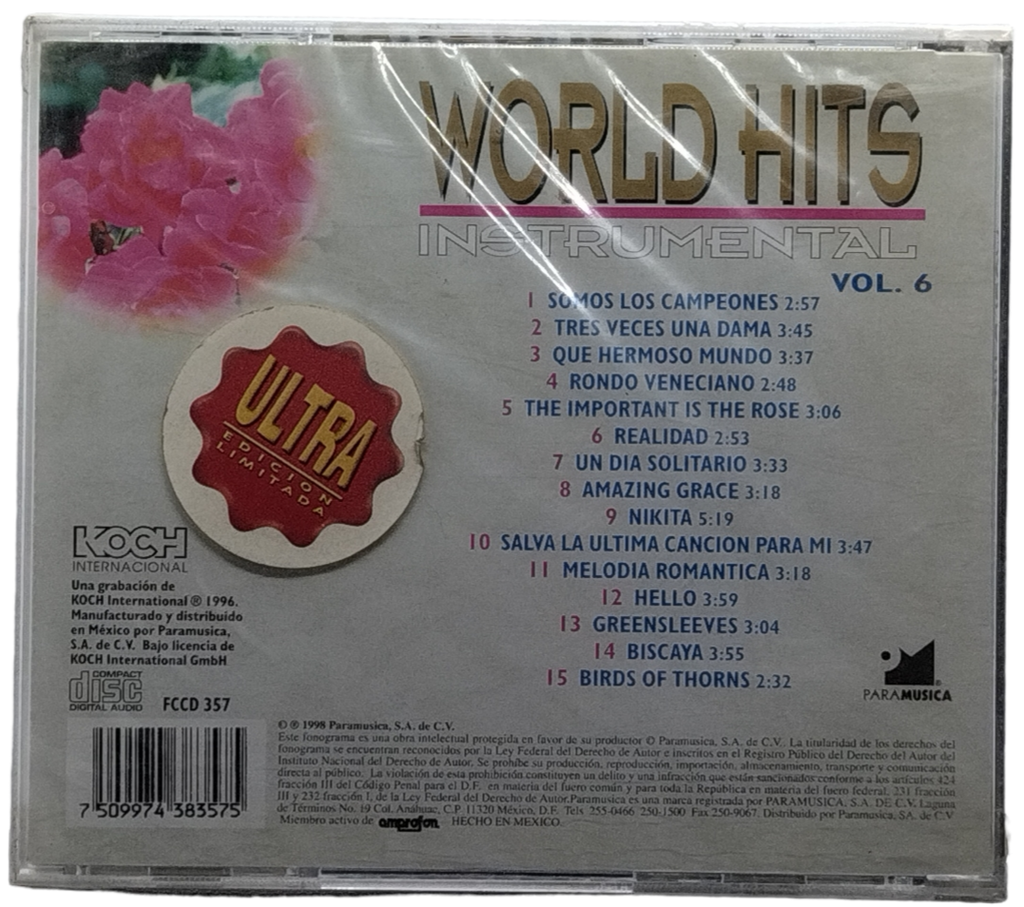 WORLD HITS
INSTRUMENTAL
VOL. 6
1 SOMOS LOS CAMPEONES 2:57
2 TRES VECES UNA DAMA 3:45
3 QUE HERMOSO MUNDO 3:37
4 RONDO VENECIANO 2:48
5 THE IMPORTANT IS THE ROSE 3:06
6 REALIDAD 2:53
7 UN DIA SOLITARIO 3:33
8 AMAZING GRACE 3:18
9 NIKITA 5:19
10 SALVA LA ULTIMA CANCION PARA MI 3:47
11 MELODIA ROMANTICA 3:18
12 HELLO 3:59
13 GREENSLEEVES 3:04
14 BISCAYA 3:55
15 BIRDS OF THORNS 2:32
ULTRA
EDICION
LIMITADA
KOCH
INTERNACIONAL
Una grabación de
KOCH International ℗ 1996.
Manufacturado y distribuido
en México por Paramusica,
S.A. de C.V. Bajo licencia de
KOCH International GmbH
COMPACT
disc
DIGITAL AUDIO
FCCD 357
PARAMUSICA
7 509974 383575
© ℗ 1998 Paramusica, S.A. de C.V.
Este fonograma es una obra intelectual protegida en favor de su productor © Paramusica, S.A. de C.V. La titularidad de los derechos del
fonograma se encuentran reconocidos por la Ley Federal del Derecho de Autor e inscritos en el Registro Público del Derecho del Autor del
Instituto Nacional del Derecho de Autor. Se prohíbe su producción, reproducción, importación, almacenamiento, transporte y comunicación
directa al público. La violación de esta prohibición constituyen un delito y una infracción que están sancionados conforme a los artículos 424
fracción III del Código Penal para el D.F. en materia del fuero común y para toda la República en materia del fuero federal. 231 fracción
III y 232 fracción I, de la Ley Federal del Derecho de Autor. Paramusica es una marca registrada por PARAMUSICA, S.A. DE C.V. Laguna
de Términos No. 19 Col. Anáhuac, C.P. 11320 México, D.F. Tels 255-0466 250-1500 Fax 250-9067. Distribuido por Paramusica, S.A. de C.V
Miembro activo de amprofon HECHO EN MEXICO.